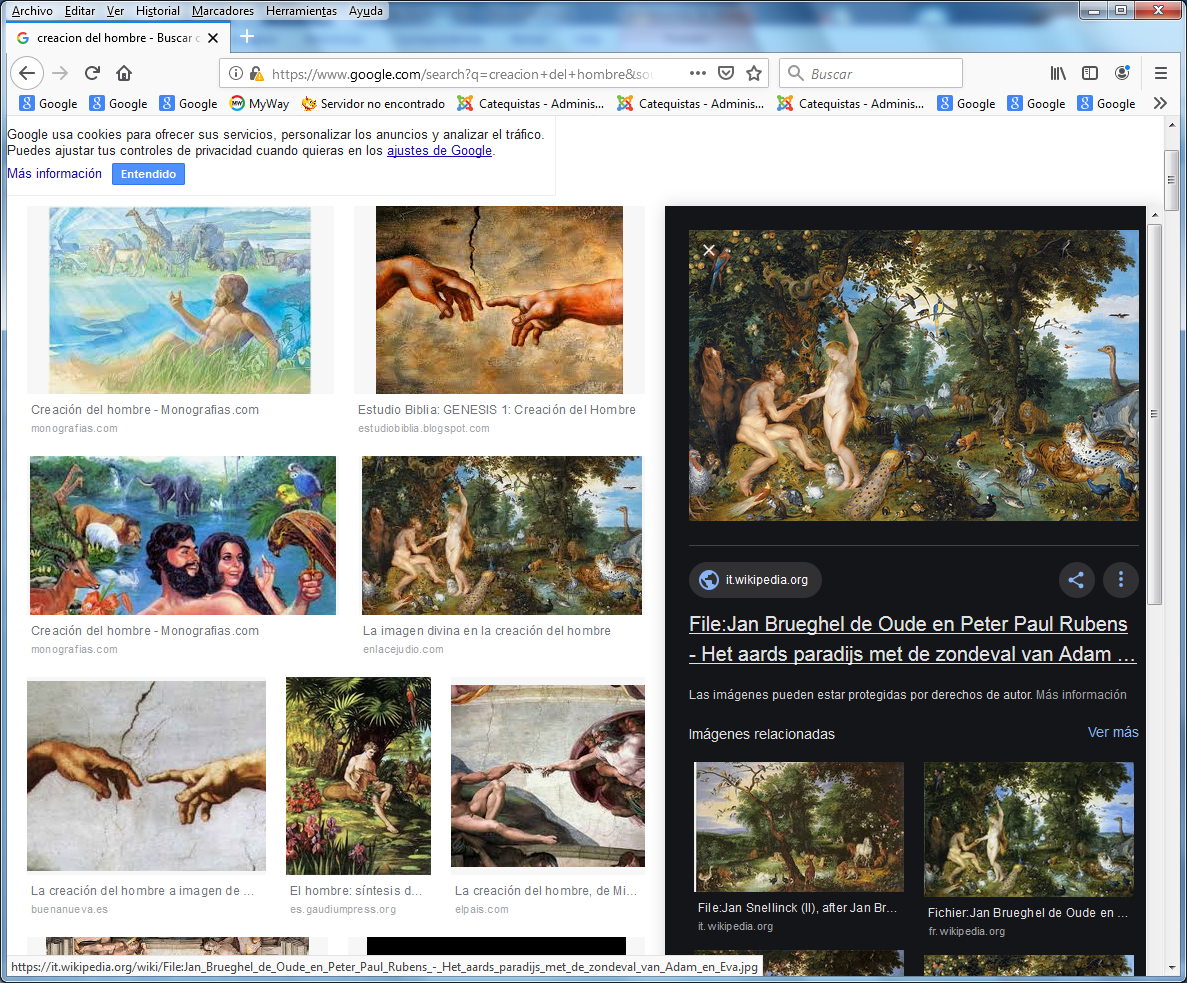 Archivo Editar Ver Historial Marcadores Herramientas Ayuda
creacion del hombre - Buscar c
https://www.google.com/search?q=creacion+del+hombre&sou
Buscar
Google Google Google MyWay Servidor no encontrado Catequistas - Adminis... Catequistas - Adminis... Catequistas - Adminis... Google Google Google
Google usa cookies para ofrecer sus servicios, personalizar los anuncios y analizar el tráfico.
Puedes ajustar tus controles de privacidad cuando quieras en los ajustes de Google.
Más información Entendido
Creación del hombre - Monografias.com
monografias.com
Estudio Biblia: GENESIS 1: Creación del Hombre
estudiobiblia.blogspot.com
Creación del hombre - Monografias.com
monografias.com
La imagen divina en la creación del hombre
enlacejudio.com
La creación del hombre a imagen de ...
buenanueva.es
El hombre: síntesis d...
es.gaudiumpress.org
La creación del hombre, de Mi...
elpais.com
it.wikipedia.org
File:Jan Brueghel de Oude en Peter Paul Rubens
- Het aards paradijs met de zondeval van Adam ...
Las imágenes pueden estar protegidas por derechos de autor. Más información
Imágenes relacionadas
Ver más
File:Jan Snellinck (II), after Jan Br...
it.wikipedia.org
Fichier:Jan Brueghel de Oude en ...
fr.wikipedia.org
https://it.wikipedia.org/wiki/File:Jan_Brueghel_de_Oude_en_Peter_Paul_Rubens_-_Het_aards_paradijs_met_de_zondeval_van_Adam_en_Eva.jpg